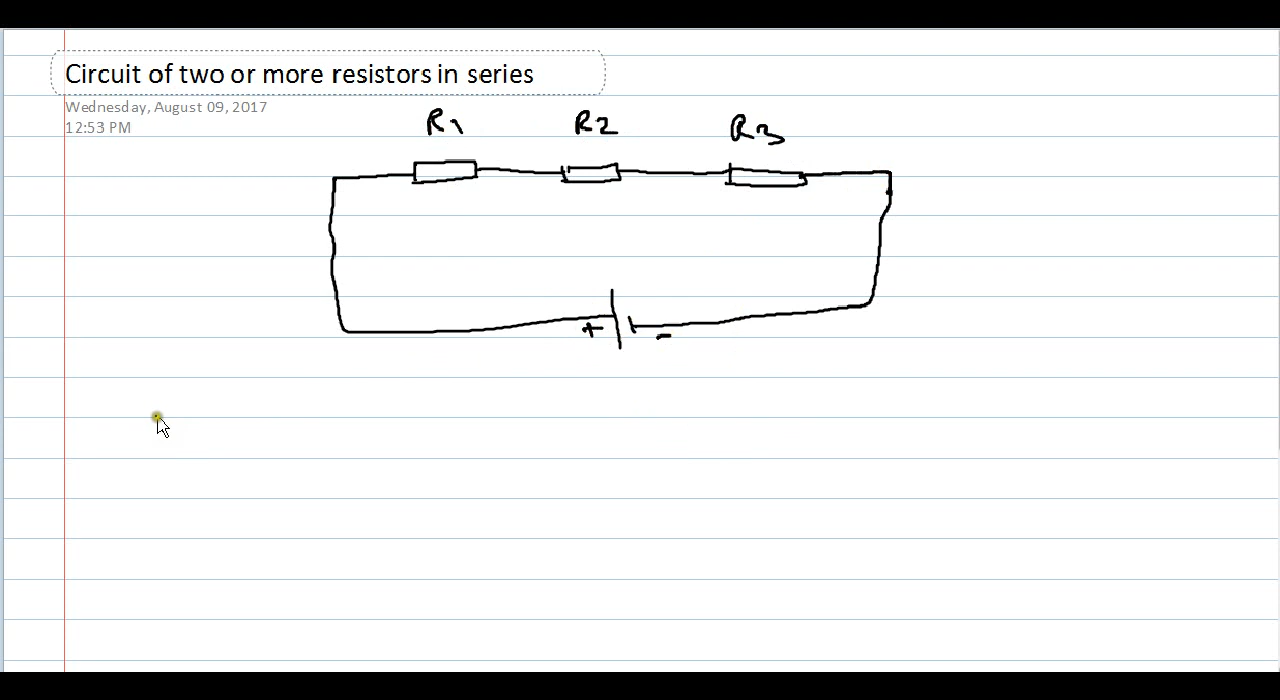 Circuit of two or more resistors in series
Wednesday, August 09, 2017
12:53 PM
R1 R2 R3
+ -